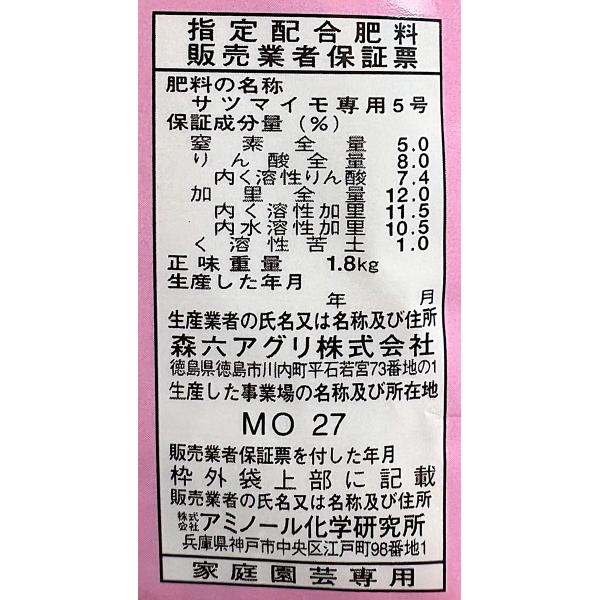 指定配合肥料
販売業者保証票
肥料の名称
サツマイモ専用5号
保証成分量(%)
窒素全量 5.0
りん酸全量 8.0
内く溶性りん酸 7.4
加里全量 12.0
内く溶性加里 11.5
内水溶性加里 10.5
く溶性苦土 1.0
正味重量 1.8kg
生産した年月
年 月
生産業者の氏名又は名称及び住所
森六アグリ株式会社
徳島県徳島市川内町平石若宮73番地の1
生産した事業場の名称及び所在地
MO 27
販売業者保証票を付した年月
枠外袋上部に記載
販売業者の氏名又は名称及び住所
株式会社アミノール化学研究所
兵庫県神戸市中央区江戸町98番地1
家庭園芸専用